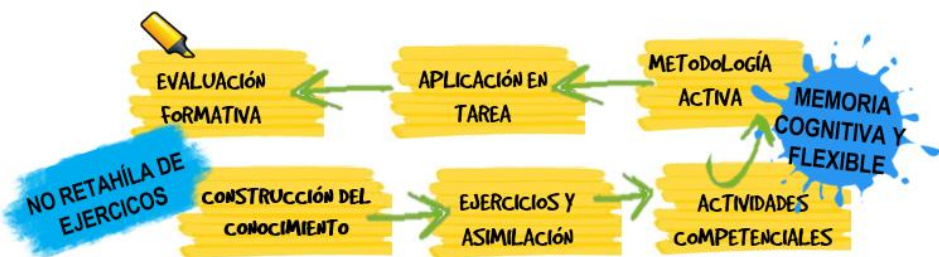 EVALUACIÓN
FORMATIVA
APLICACIÓN EN
TAREA
METODOLOGÍA
ACTIVA
MEMORIA
COGNITIVA Y
FLEXIBLE
NO RETAHÍLA DE
EJERCICOS
CONSTRUCCIÓN DEL
CONOCIMIENTO
EJERCICIOS Y
ASIMILACIÓN
ACTIVIDADES
COMPETENCIALES